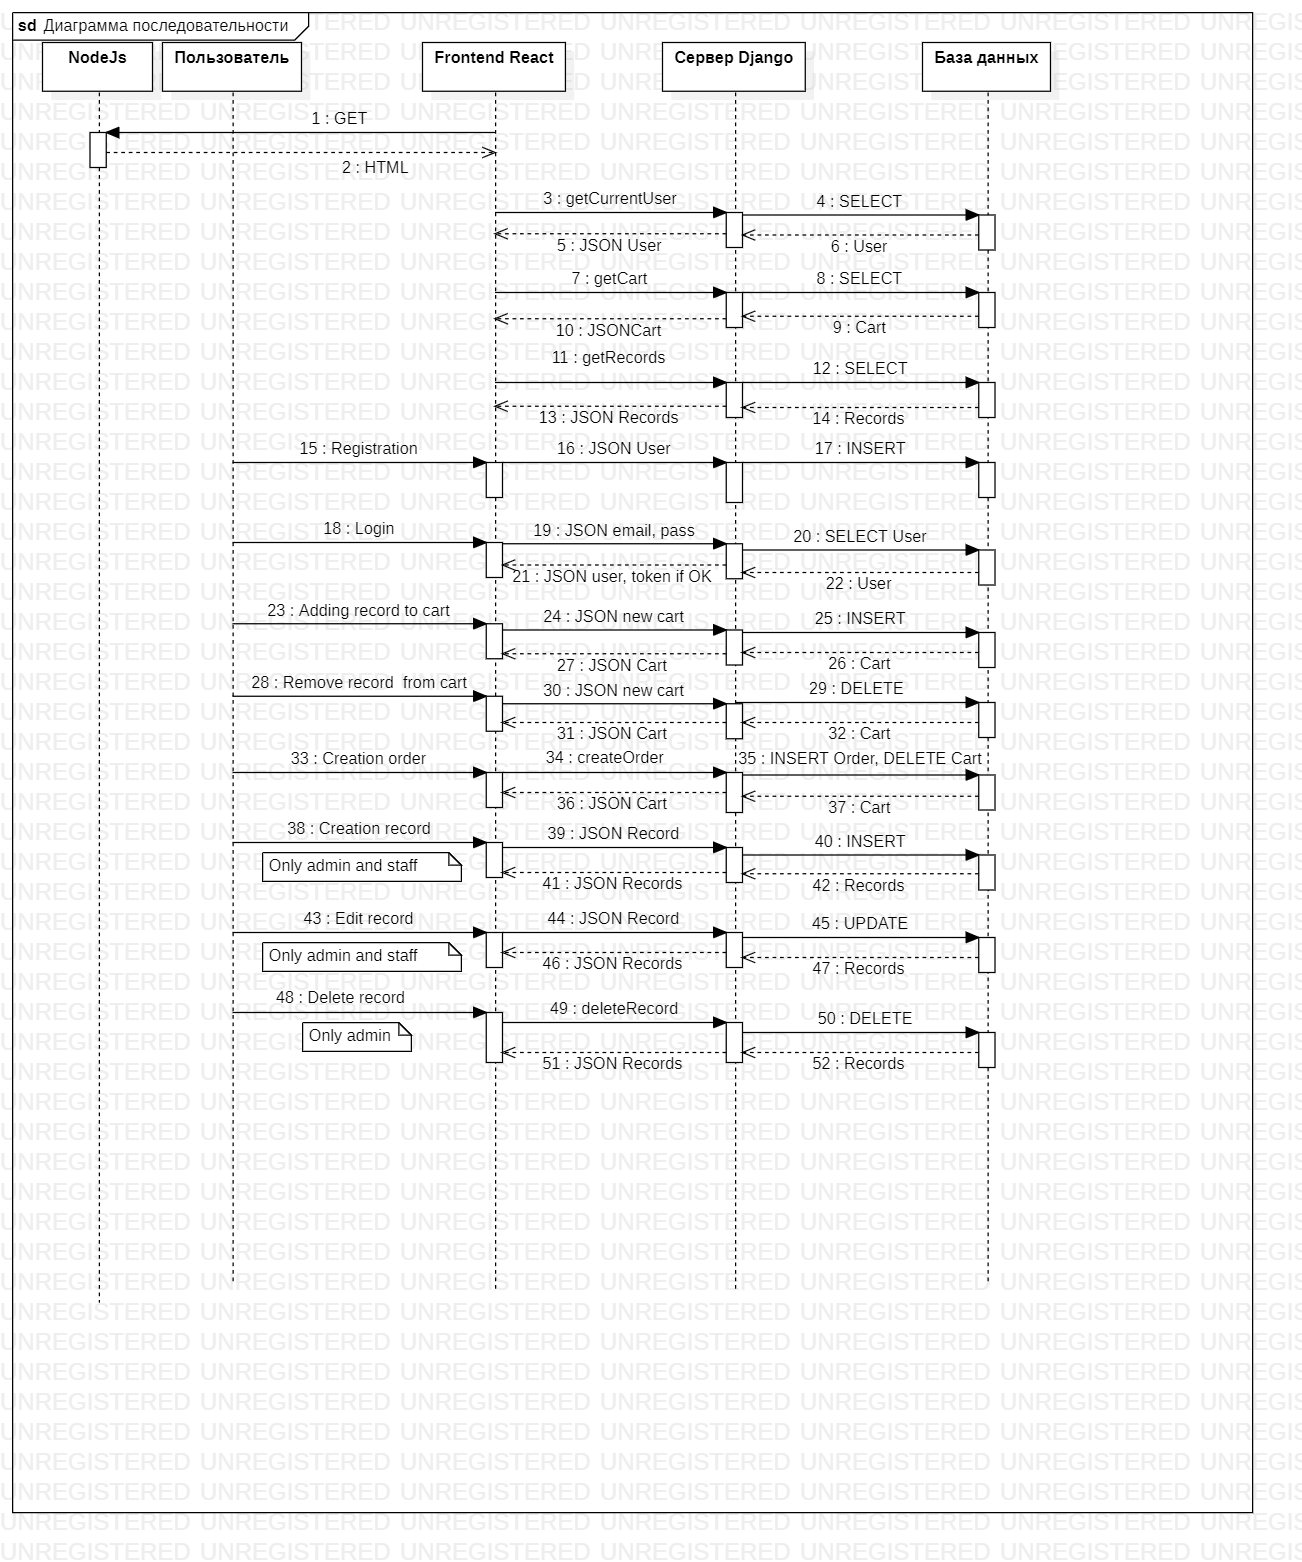 sd Диаграмма последовательности
NodeJs
Пользователь
Frontend React
Сервер Django
База данных
1 : GET
2 : HTML
3 : getCurrentUser
4 : SELECT
5 : JSON User
6 : User
7 : getCart
8 : SELECT
10 : JSONCart
9 : Cart
11 : getRecords
12 : SELECT
13 : JSON Records
14 : Records
15 : Registration
16 : JSON User
17 : INSERT
18 : Login
19 : JSON email, pass
20 : SELECT User
21 : JSON user, token if OK
22 : User
23 : Adding record to cart
24 : JSON new cart
25 : INSERT
27 : JSON Cart
26 : Cart
28 : Remove record  from cart
30 : JSON new cart
29 : DELETE
31 : JSON Cart
32 : Cart
33 : Creation order
34 : createOrder
35 : INSERT Order, DELETE Cart
36 : JSON Cart
37 : Cart
38 : Creation record
39 : JSON Record
40 : INSERT
Only admin and staff
41 : JSON Records
42 : Records
43 : Edit record
44 : JSON Record
45 : UPDATE
Only admin and staff
46 : JSON Records
47 : Records
48 : Delete record
49 : deleteRecord
50 : DELETE
Only admin
51 : JSON Records
52 : Records
UNREGISTERED